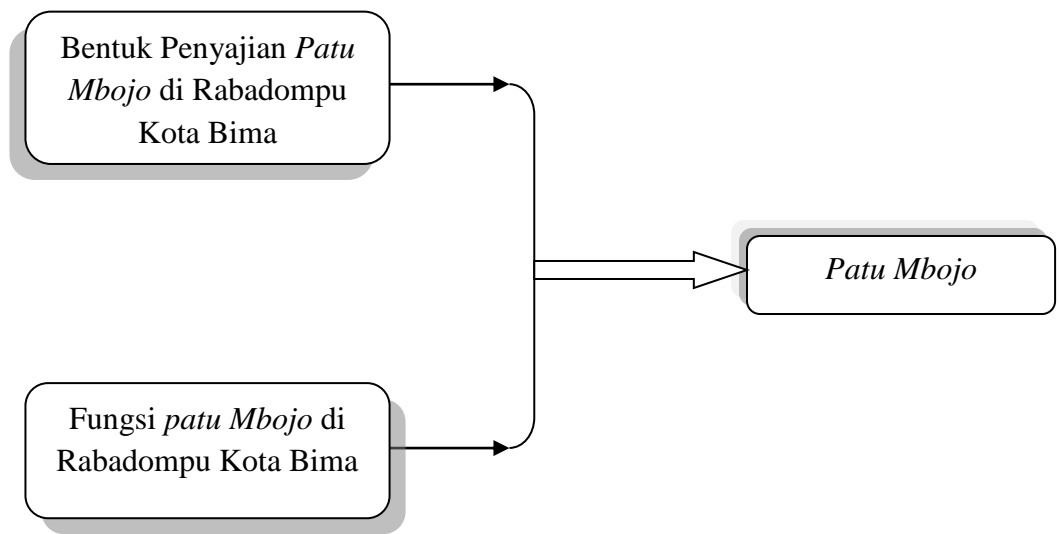 Bentuk Penyajian Patu
Mbojo di Rabadompu
Kota Bima
Patu Mbojo
Fungsi patu Mbojo di
Rabadompu Kota Bima